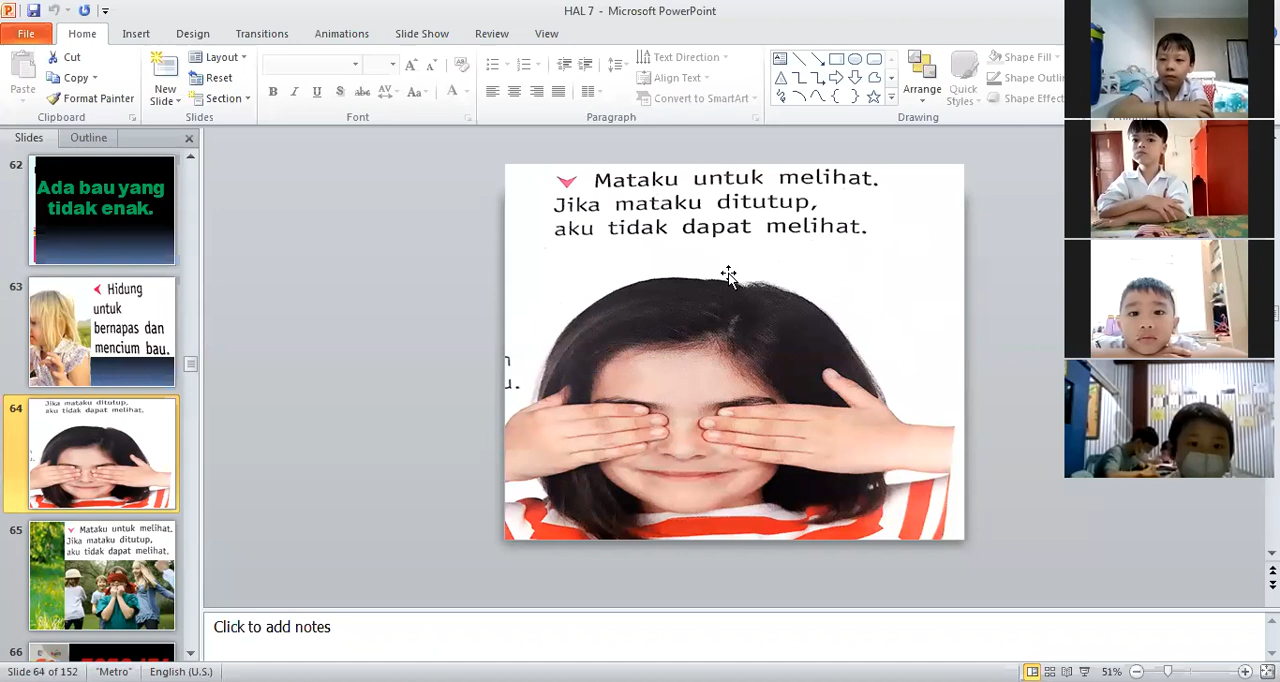 HAL 7 - Microsoft PowerPoint
File Home Insert Design Transitions Animations Slide Show Review View
Paste
Cut
Copy
Format Painter
Clipboard
New
Slide
Layout
Reset
Section
Slides
Font
Text Direction
Align Text
Convert to SmartArt
Paragraph
Arrange
Quick
Styles
Shape Fill
Shape Outli
Shape Effect
Drawing
Slides Outline
62
Ada bau yang
tidak enak.
63
Hidung
untuk
bernapas dan
mencium bau.
64
Jika mataku ditutup,
aku tidak dapat melihat.
65
Mataku untuk melihat.
Jika mataku ditutup,
aku tidak dapat melihat.
66
Mataku untuk melihat.
Jika mataku ditutup,
aku tidak dapat melihat.
Click to add notes
Slide 64 of 152 "Metro" English (U.S.) 51%